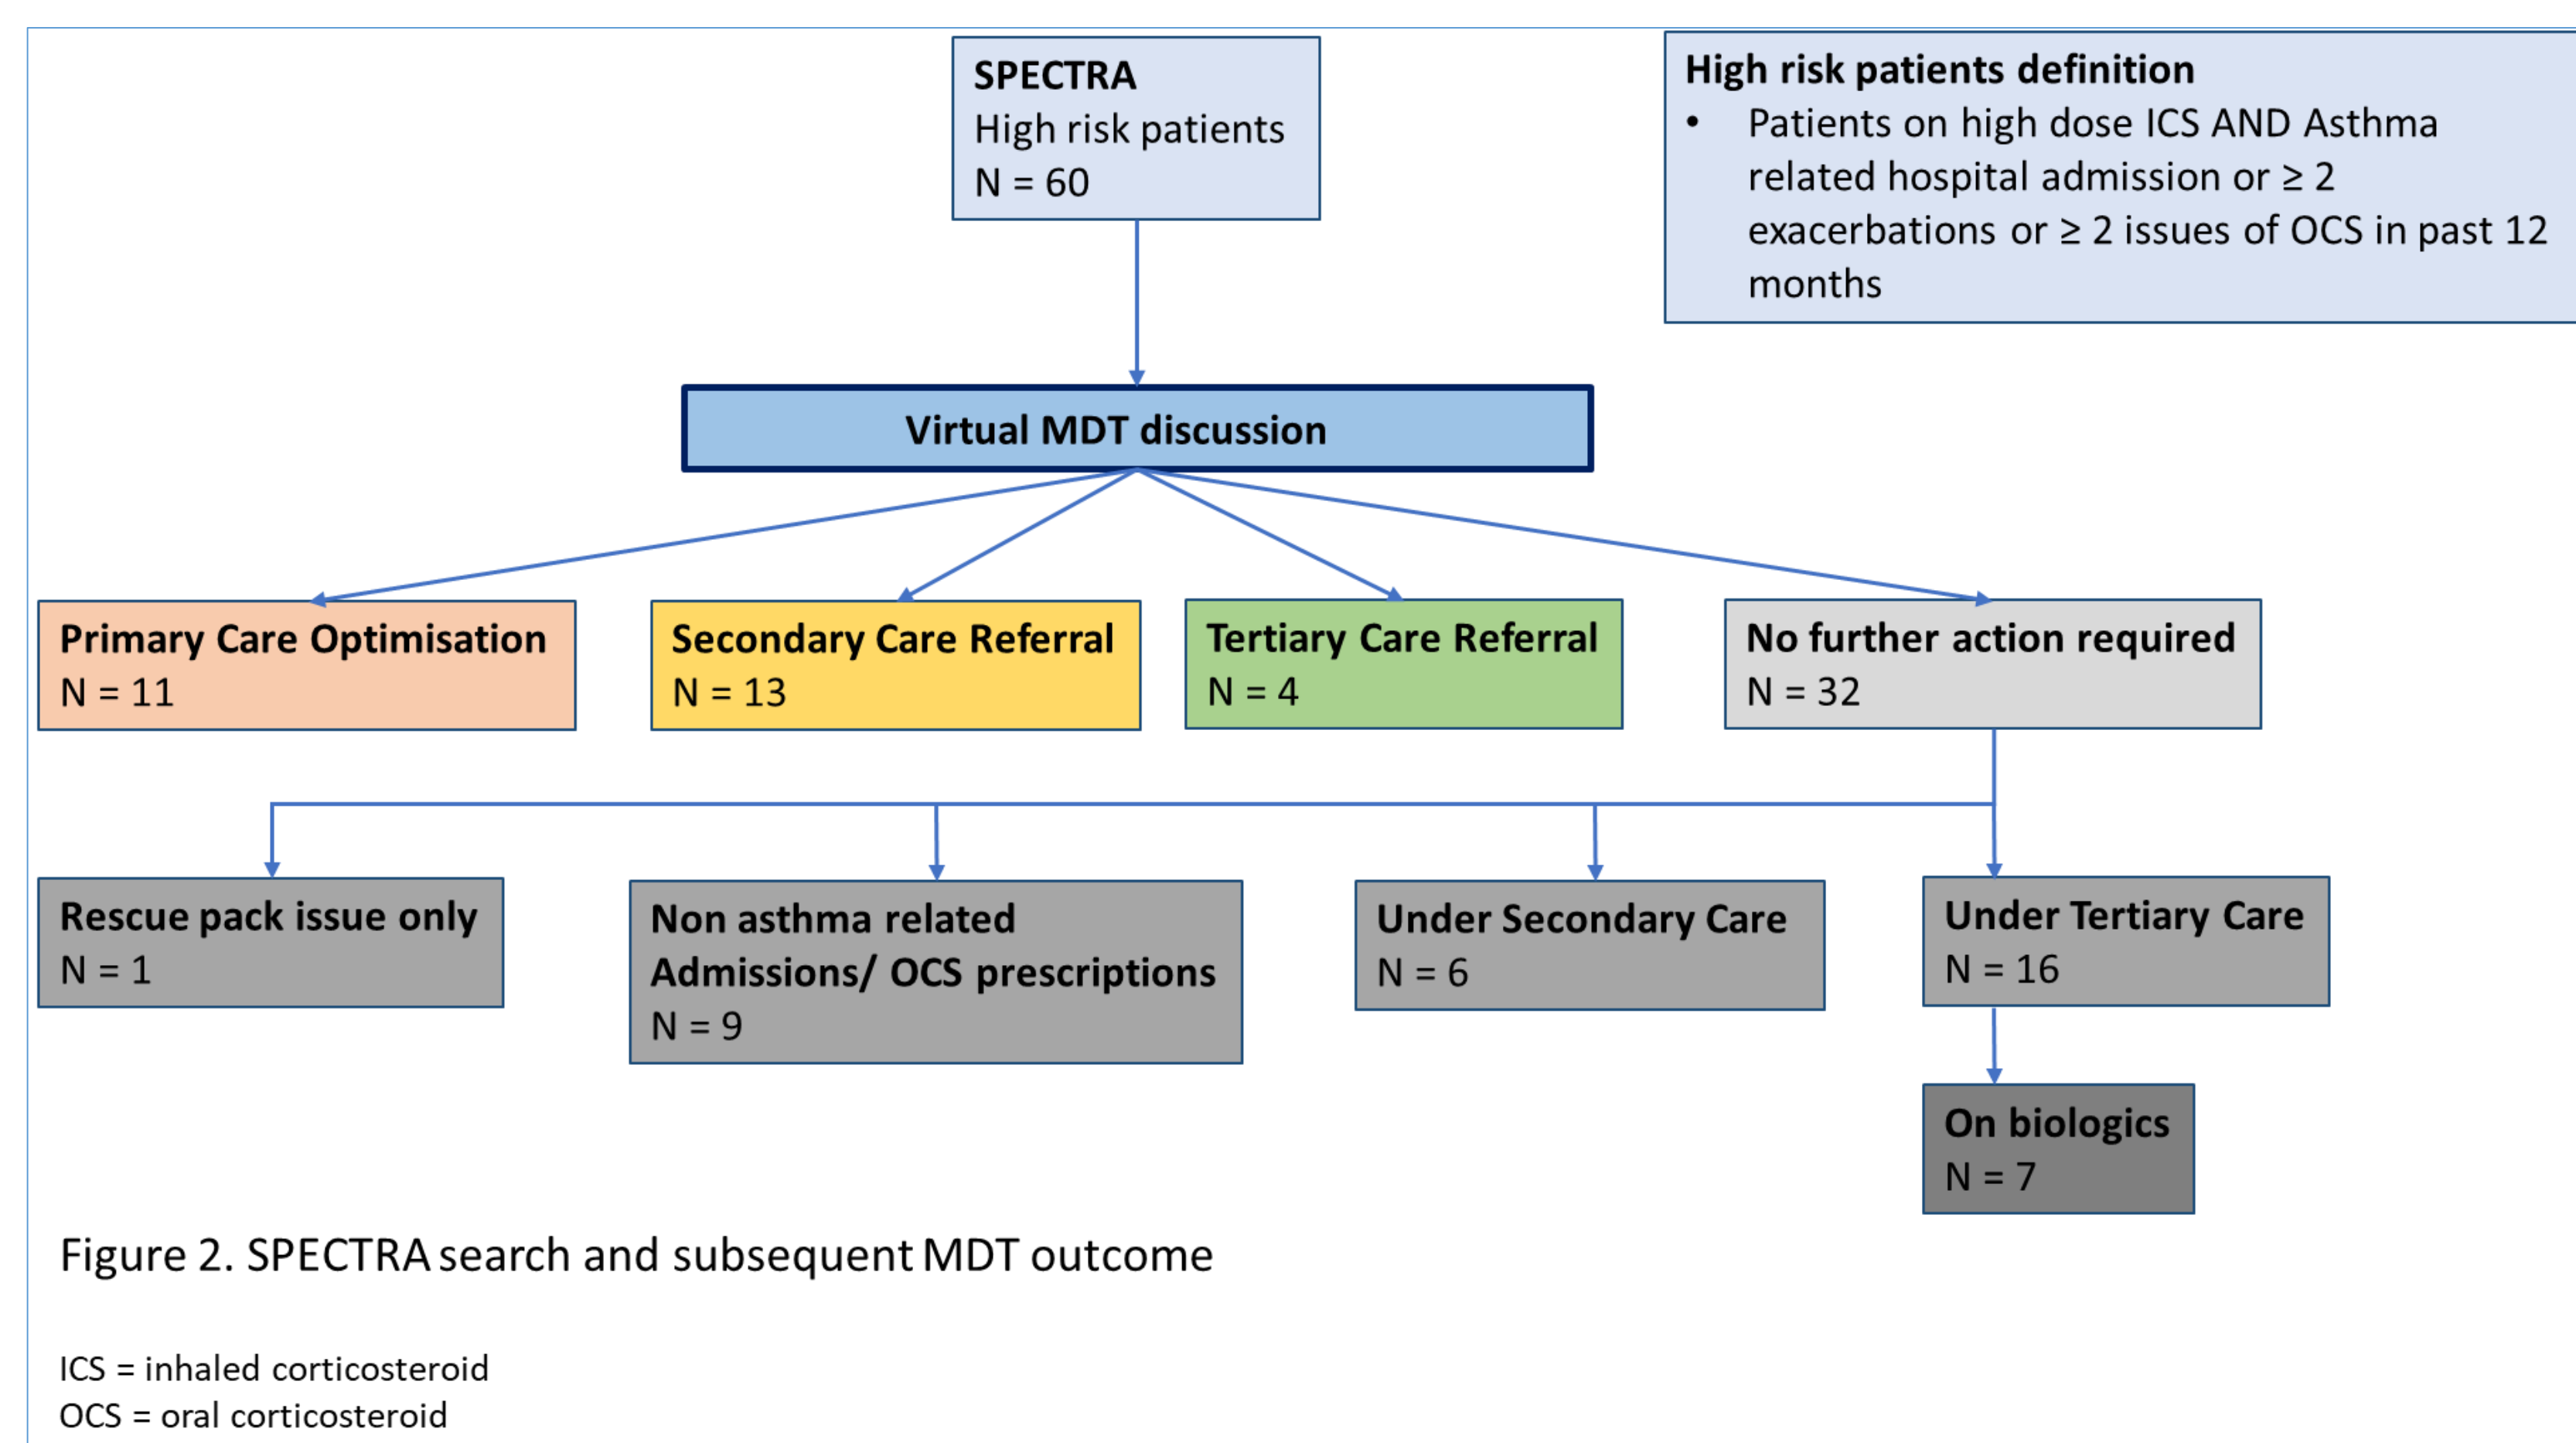 SPECTRA
High risk patients
N = 60
High risk patients definition
• Patients on high dose ICS AND Asthma
related hospital admission or ≥ 2
exacerbations or ≥ 2 issues of OCS in past 12
months
Virtual MDT discussion
Primary Care Optimisation
N = 11
Secondary Care Referral
N = 13
Tertiary Care Referral
N = 4
No further action required
N = 32
Rescue pack issue only
N = 1
Non asthma related
Admissions/ OCS prescriptions
N = 9
Under Secondary Care
N = 6
Under Tertiary Care
N = 16
On biologics
N = 7
Figure 2. SPECTRA search and subsequent MDT outcome
ICS = inhaled corticosteroid
OCS = oral corticosteroid